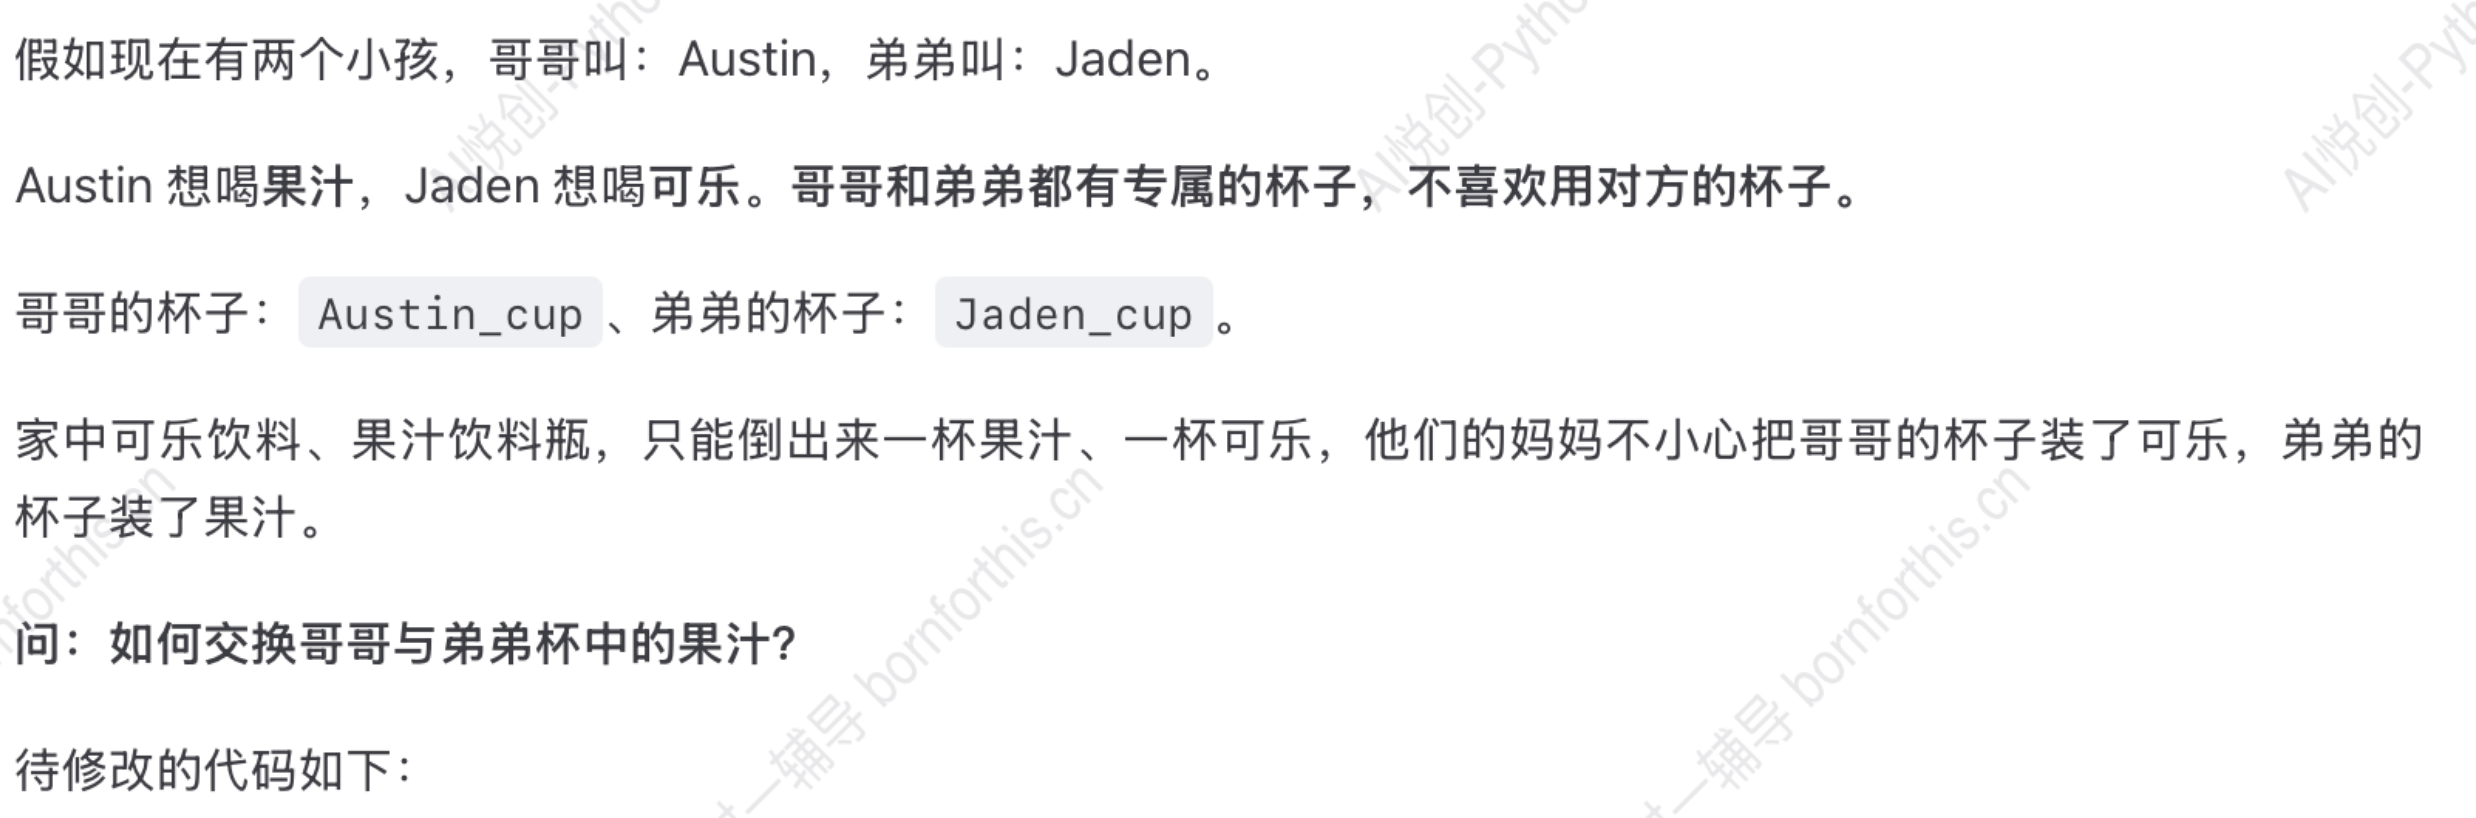 假如现在有两个小孩，哥哥叫：Austin，弟弟叫：Jaden。
Austin 想喝果汁，Jaden 想喝可乐。哥哥和弟弟都有专属的杯子，不喜欢用对方的杯子。
哥哥的杯子：Austin_cup、弟弟的杯子：Jaden_cup。
家中可乐饮料、果汁饮料瓶，只能倒出来一杯果汁、一杯可乐，他们的妈妈不小心把哥哥的杯子装了可乐，弟弟的
杯子装了果汁。
问：如何交换哥哥与弟弟杯中的果汁?
待修改的代码如下：
AI悦创-Pytho
AI悦创-Pytho
AI悦创-Pyth
nforthis.cn
一辅导 bornforthis.cn
一辅导 bornforthis.cn